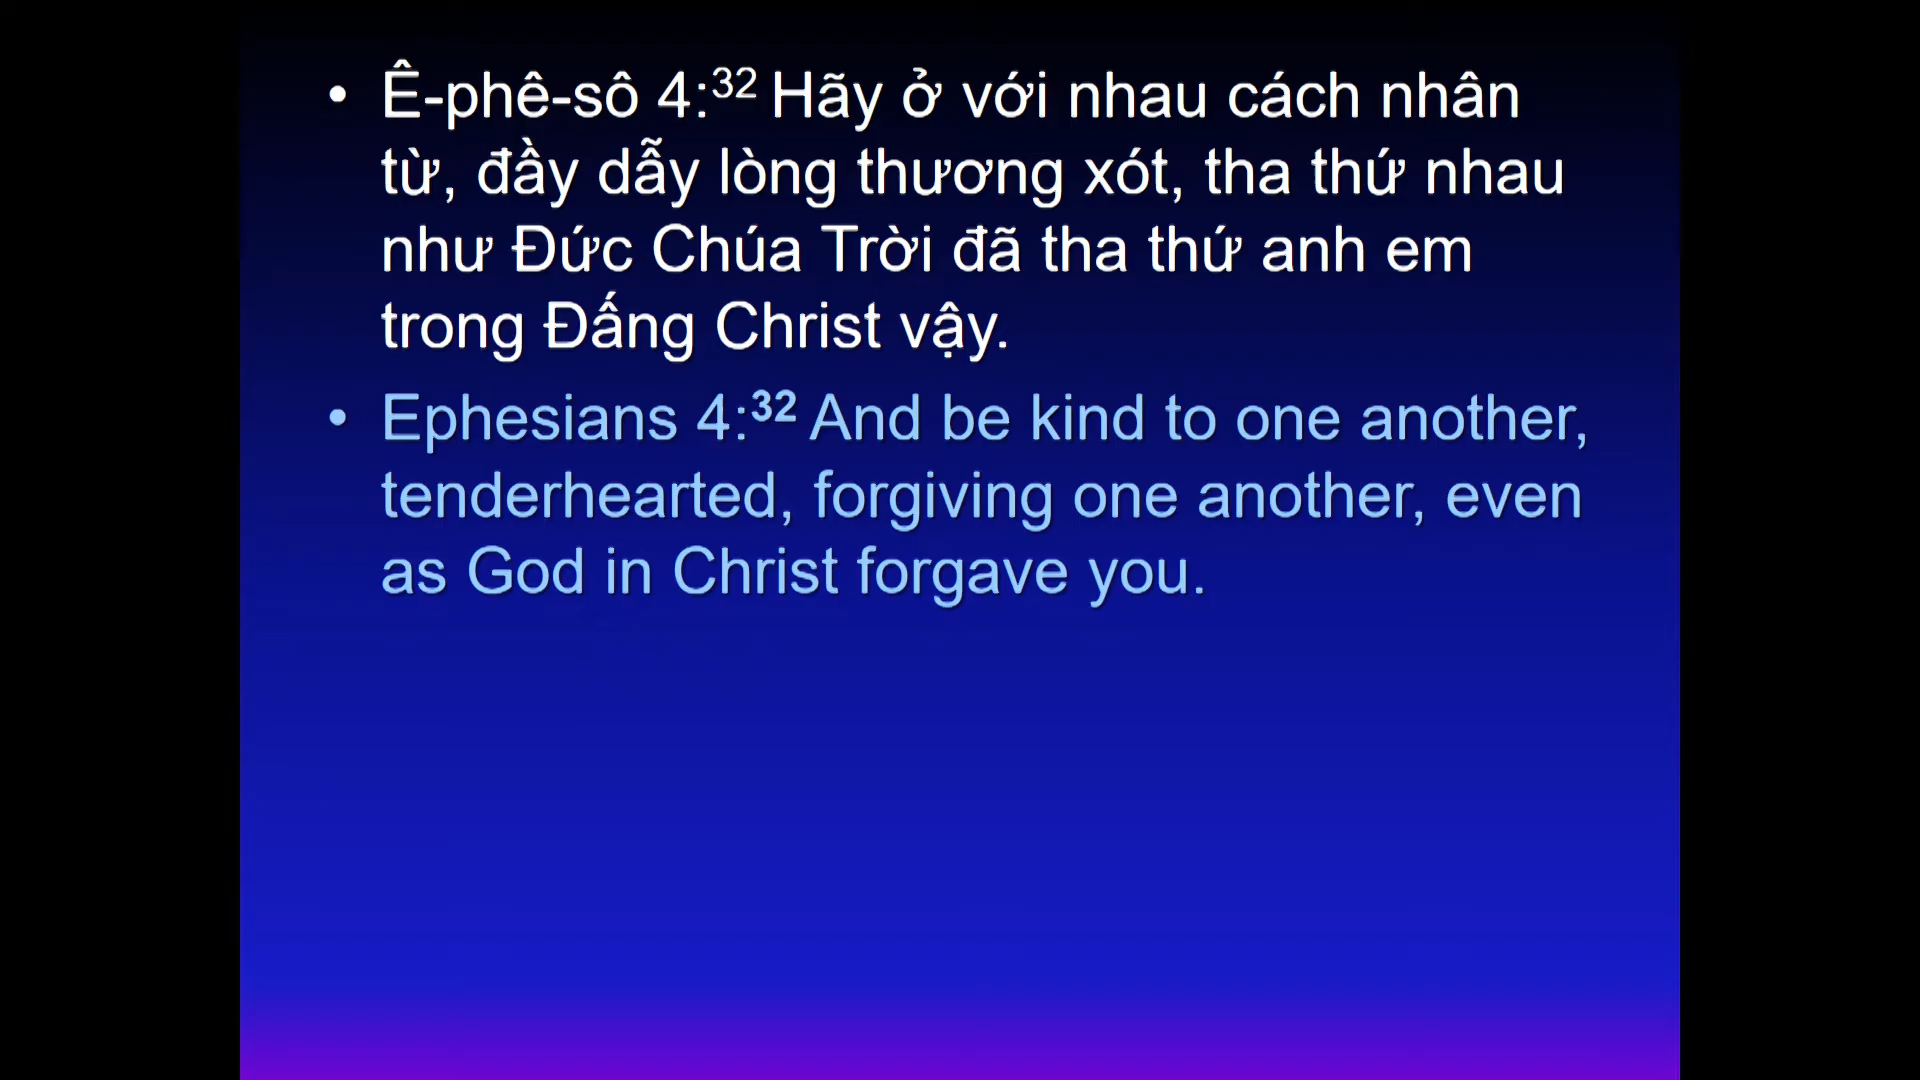 • Ê-phê-sô 4:32 Hãy ở với nhau cách nhân
từ, đầy dẫy lòng thương xót, tha thứ nhau
như Đức Chúa Trời đã tha thứ anh em
trong Đấng Christ vậy.
• Ephesians 4:32 And be kind to one another,
tenderhearted, forgiving one another, even
as God in Christ forgave you.